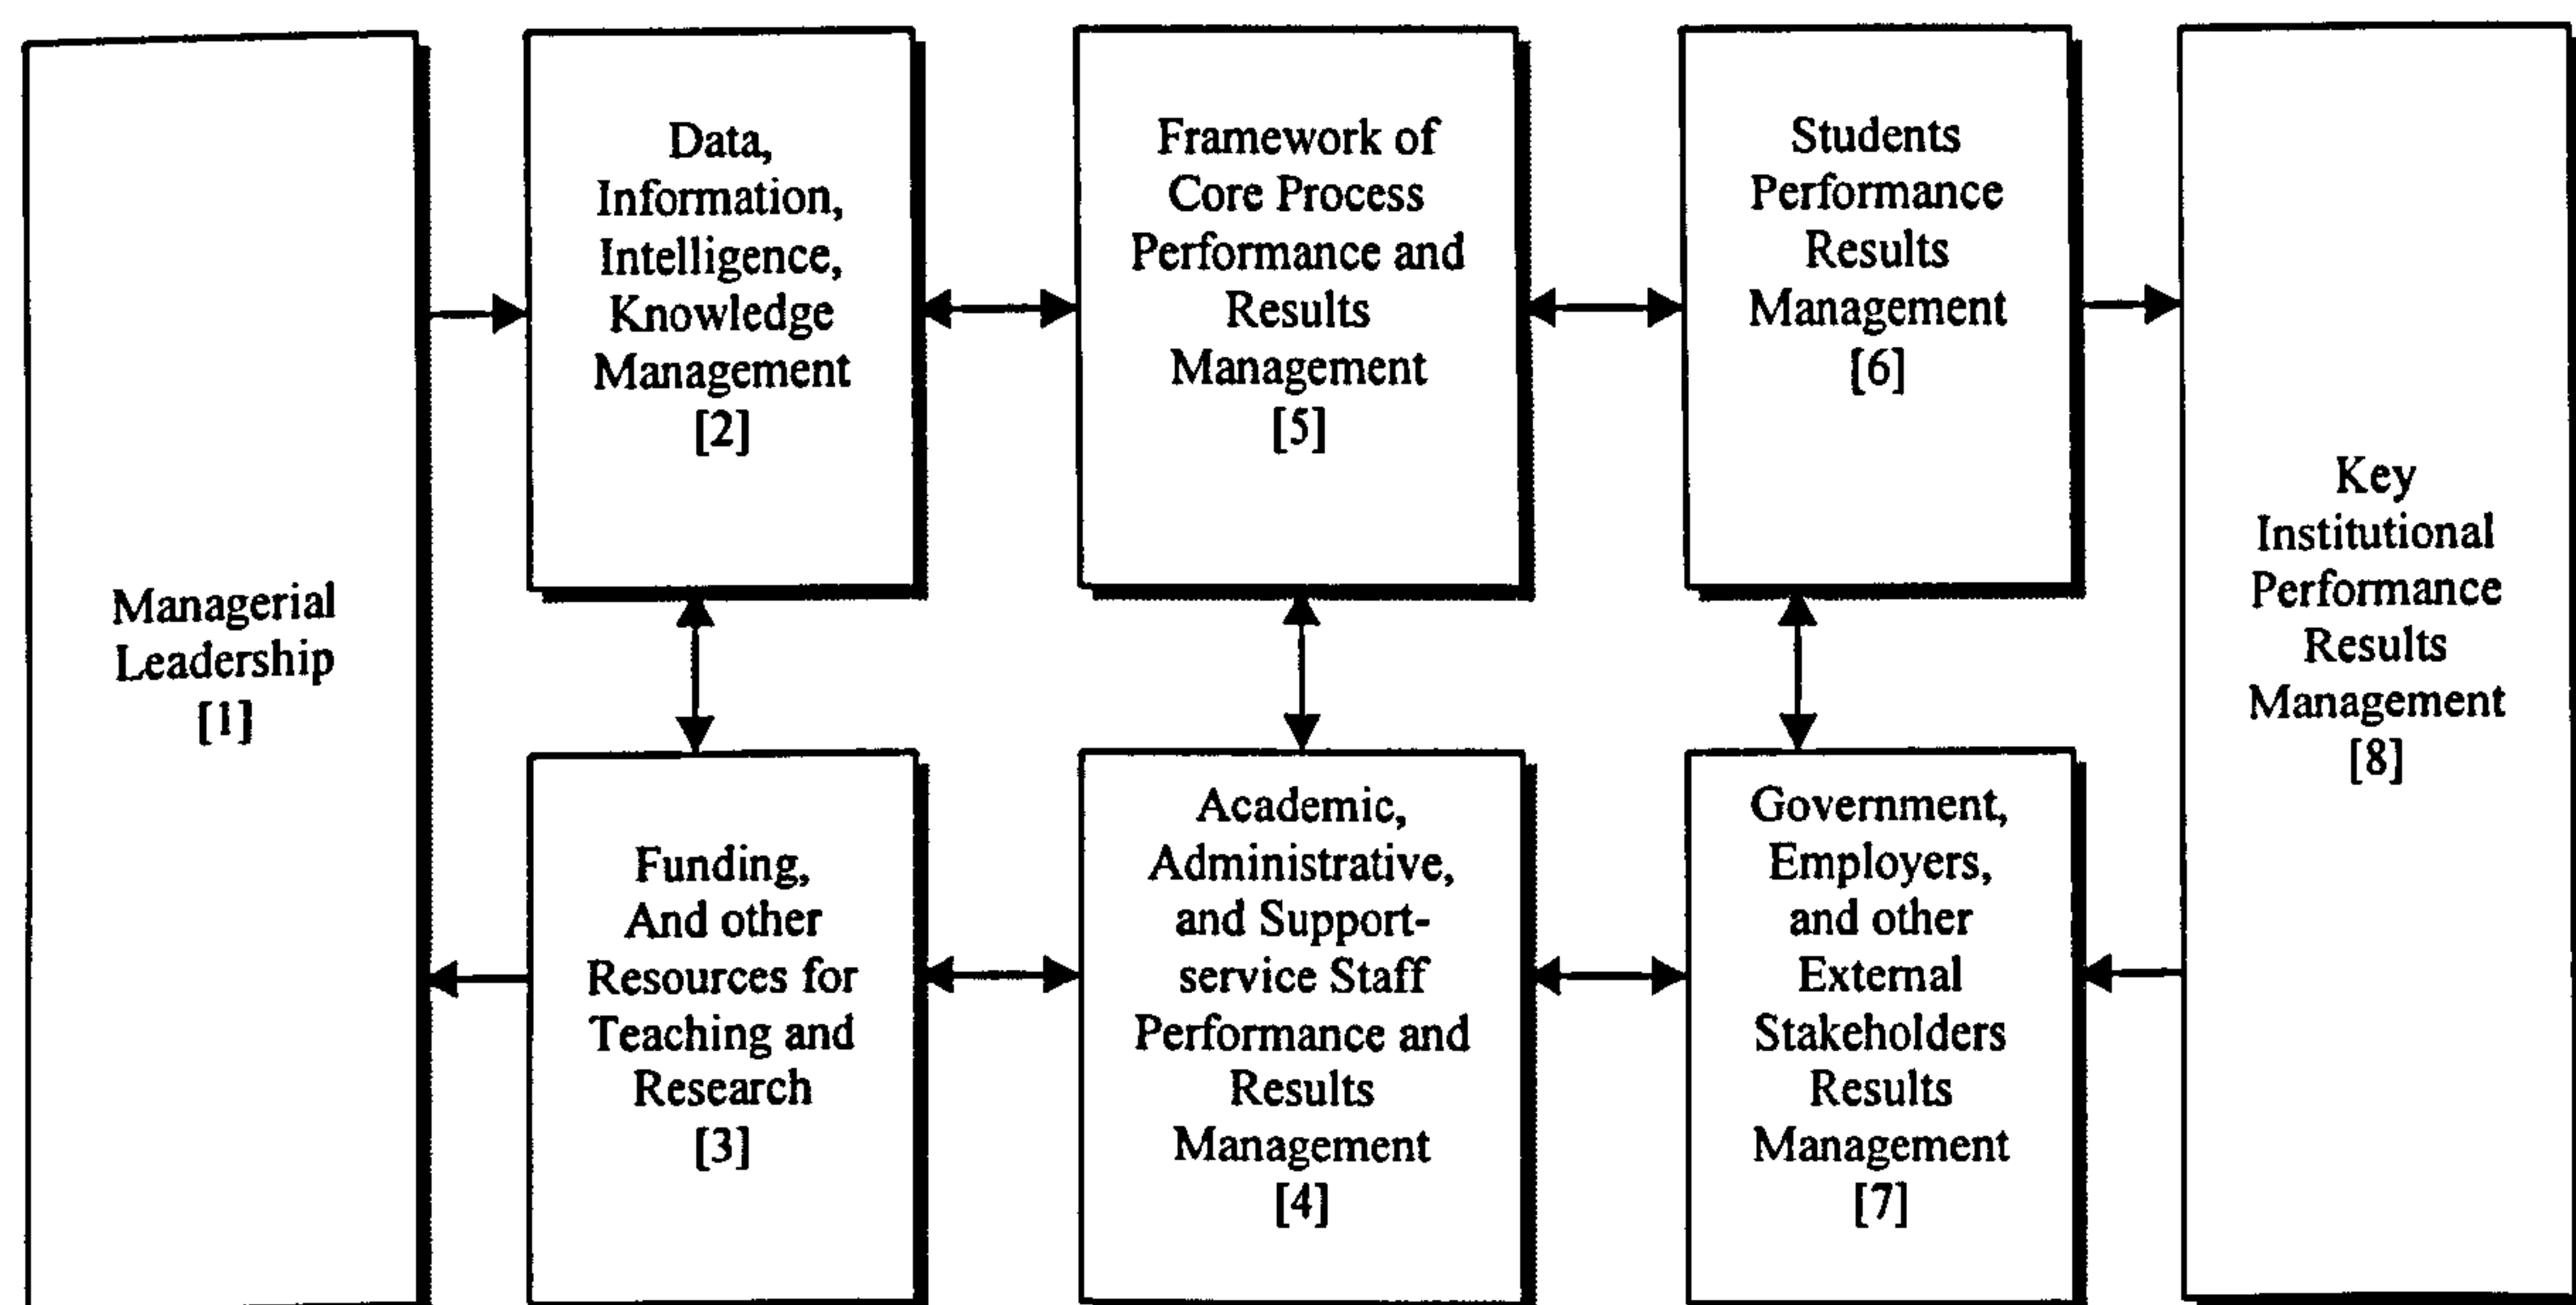 Managerial
Leadership
[1]
Data,
Information,
Intelligence,
Knowledge
Management
[2]
Framework of
Core Process
Performance and
Results
Management
[5]
Students
Performance
Results
Management
[6]
Key
Institutional
Performance
Results
Management
[8]
Funding,
And other
Resources for
Teaching and
Research
[3]
Academic,
Administrative,
and Support-
service Staff
Performance and
Results
Management
[4]
Government,
Employers,
and other
External
Stakeholders
Results
Management
[7]